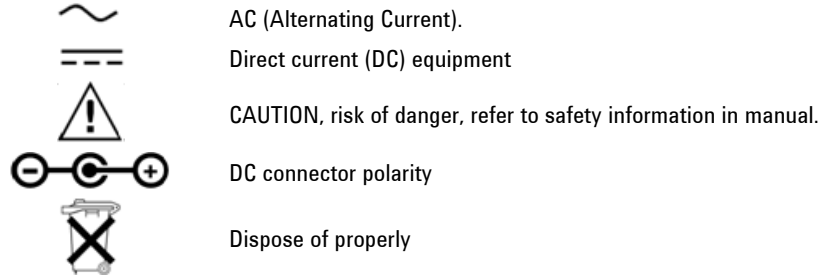 AC (Alternating Current).
Direct current (DC) equipment
CAUTION, risk of danger, refer to safety information in manual.
DC connector polarity
Dispose of properly